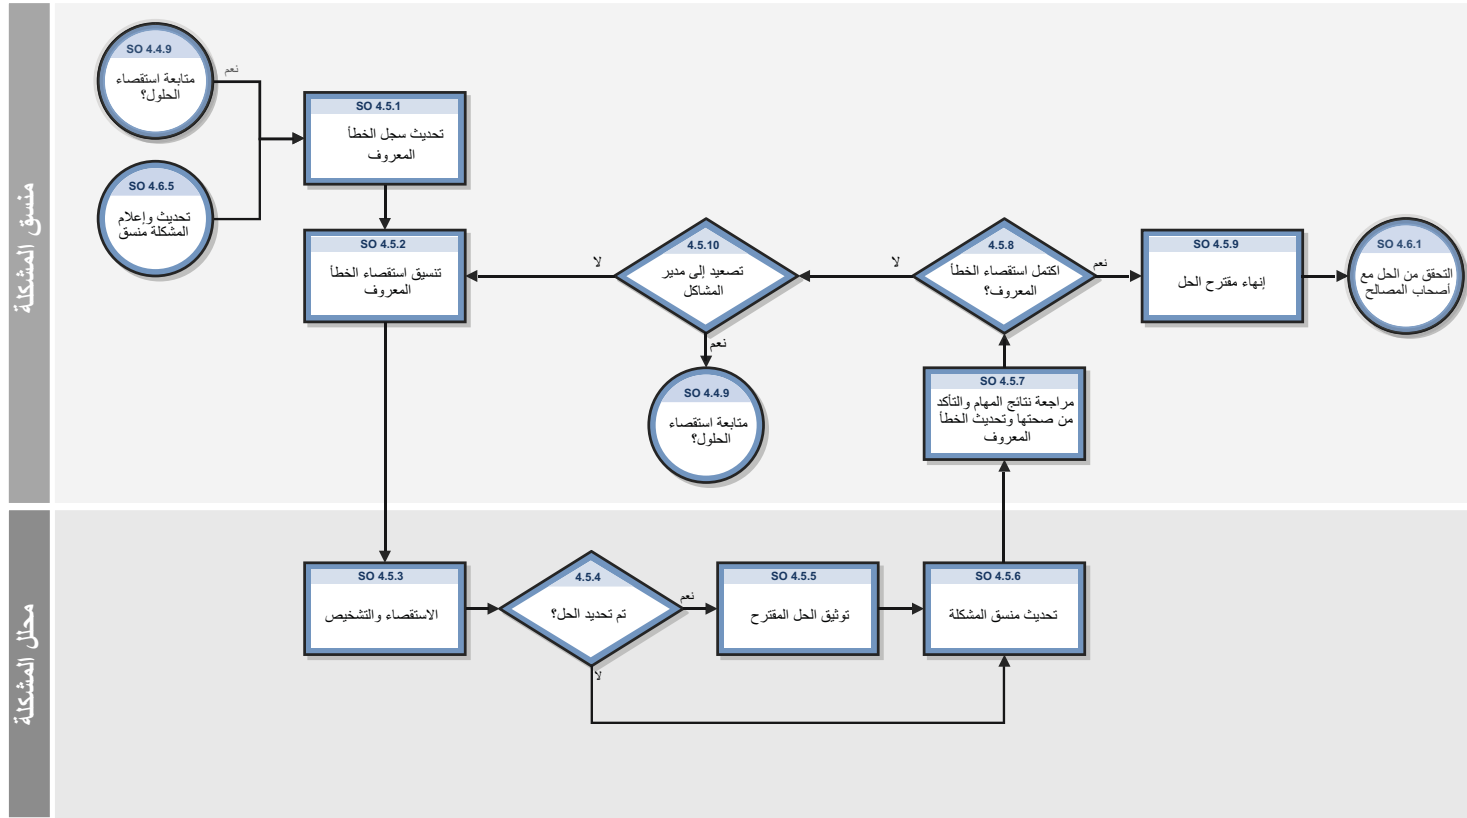 منسق المشكلة
SO 4.4.9
متابعة استقصاء
الحلول؟
نعم
SO 4.6.5
تحديث وإعلام
المشكلة منسق
SO 4.5.1
تحديث سجل الخطأ
المعروف
SO 4.5.2
تنسيق استقصاء الخطأ
المعروف
لا
4.5.10
تصعيد إلى مدير
المشاكل
نعم
SO 4.4.9
متابعة استقصاء
الحلول؟
لا
4.5.8
اكتمل استقصاء الخطأ
المعروف؟
نعم
SO 4.5.9
إنهاء مقترح الحل
SO 4.6.1
التحقق من الحل مع
أصحاب المصالح
SO 4.5.7
مراجعة نتائج المهام والتأكد
من صحتها وتحديث الخطأ
المعروف
محلل المشكلة
SO 4.5.3
الاستقصاء والتشخيص
4.5.4
تم تحديد الحل؟
نعم
لا
SO 4.5.5
توثيق الحل المقترح
SO 4.5.6
تحديث منسق المشكلة